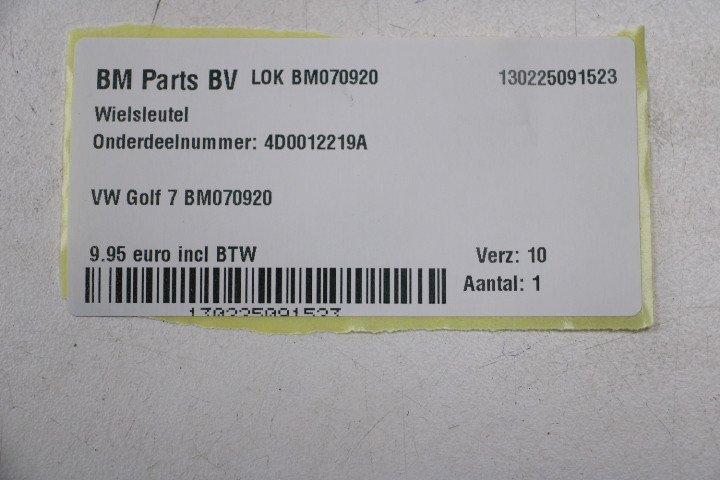 BM Parts BV LOK BM070920 130225091523
Wielsleutel
Onderdeelnummer: 4D0012219A
VW Golf 7 BM070920
9.95 euro incl BTW Verz: 10
Aantal: 1
130225091523